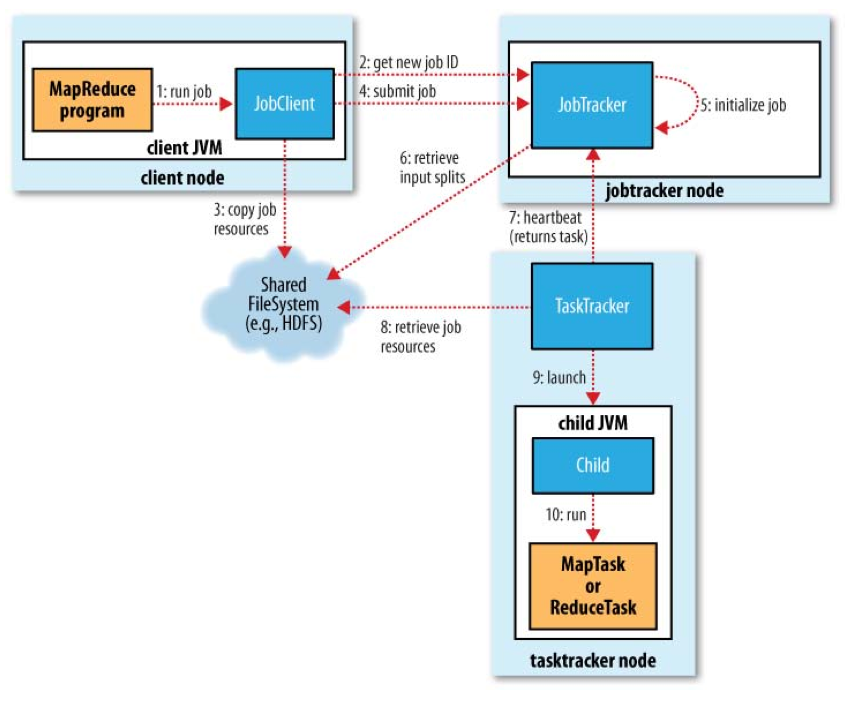 MapReduce
program
1: run job
JobClient
client JVM
client node
2: get new job ID
4: submit job
JobTracker
5: initialize job
jobtracker node
6: retrieve
input splits
3: copy job
resources
7: heartbeat
(returns task)
Shared
FileSystem
(e.g., HDFS)
TaskTracker
8: retrieve job
resources
9: launch
child JVM
Child
10: run
MapTask
or
ReduceTask
tasktracker node